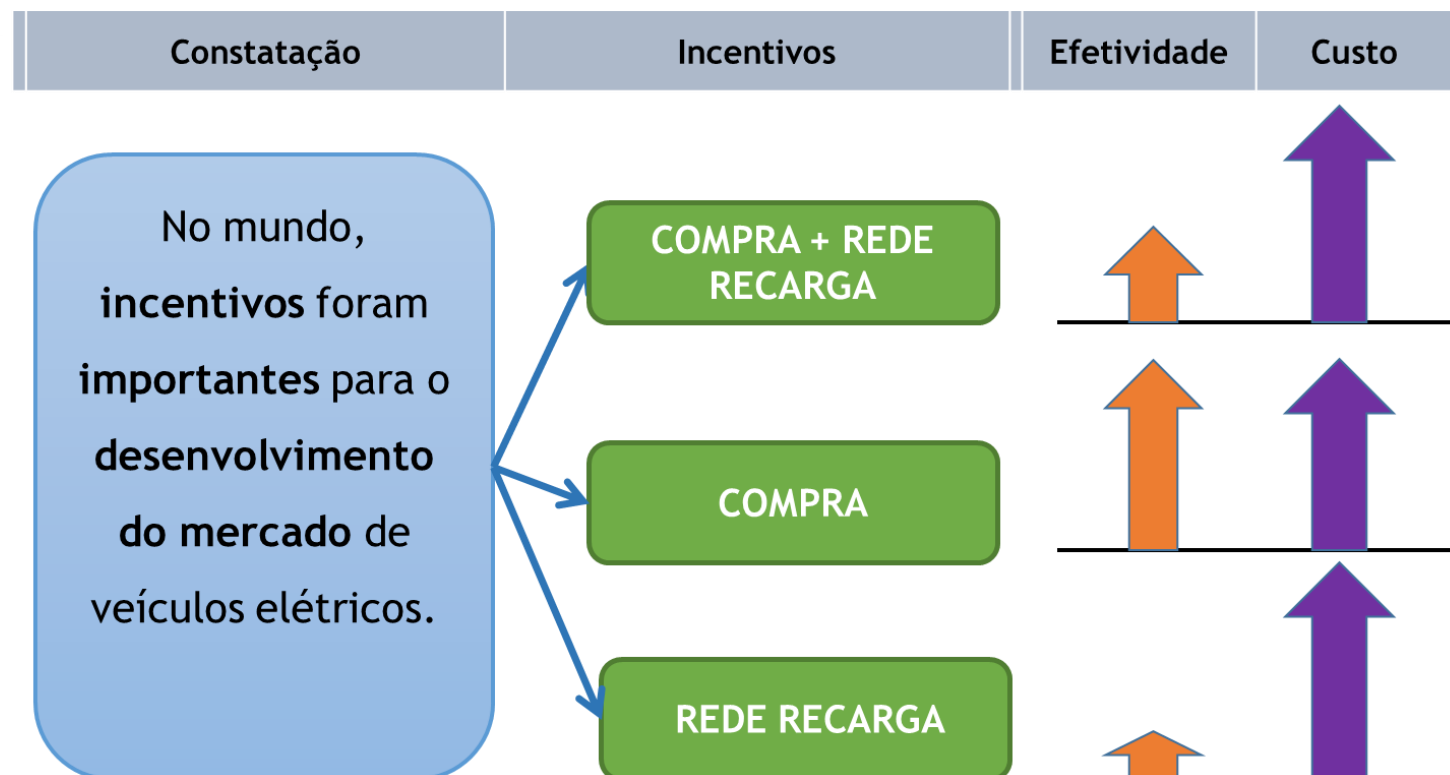 Constatação Incentivos Efetividade Custo
No mundo,
incentivos foram
importantes para o
desenvolvimento
do mercado de
veículos elétricos.
COMPRA + REDE
RECARGA
COMPRA
REDE RECARGA